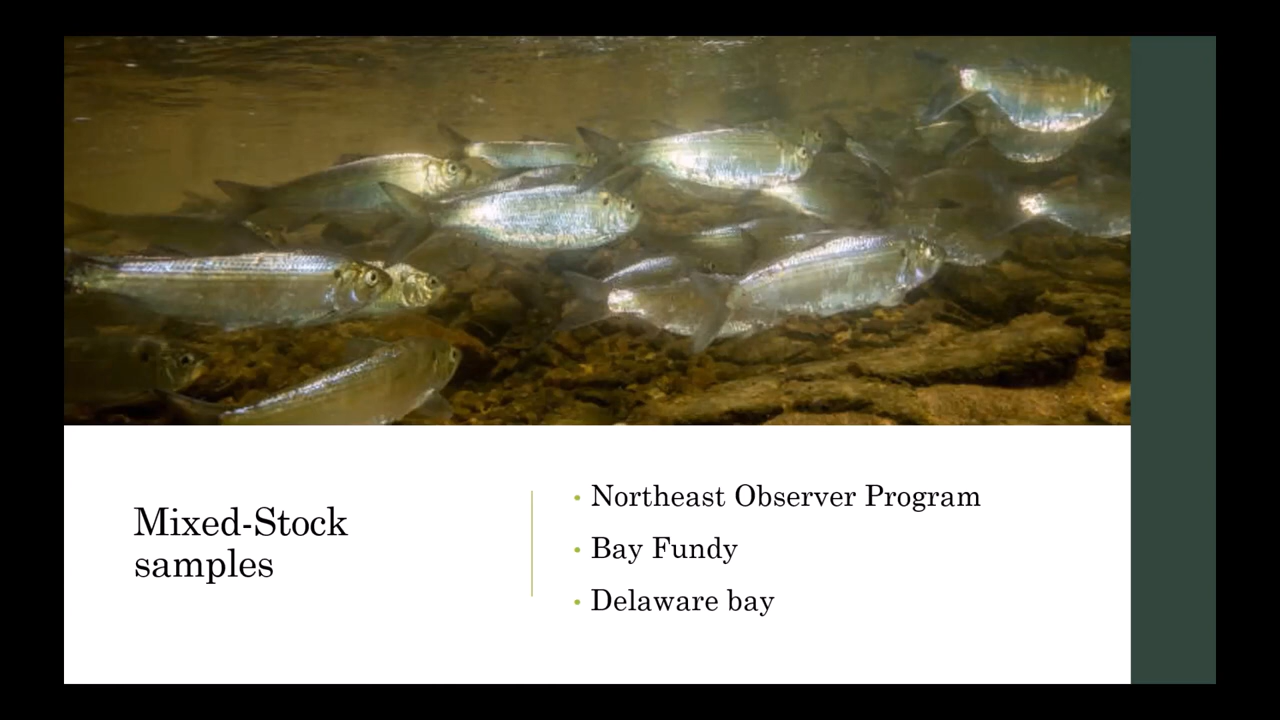 Mixed-Stock
samples
• Northeast Observer Program
• Bay Fundy
• Delaware bay